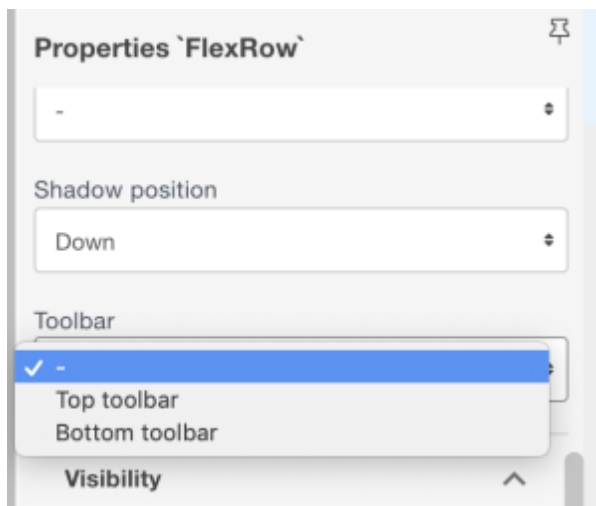 Properties `FlexRow`
-
Shadow position
Down
Toolbar
✓ -
Top toolbar
Bottom toolbar
Visibility